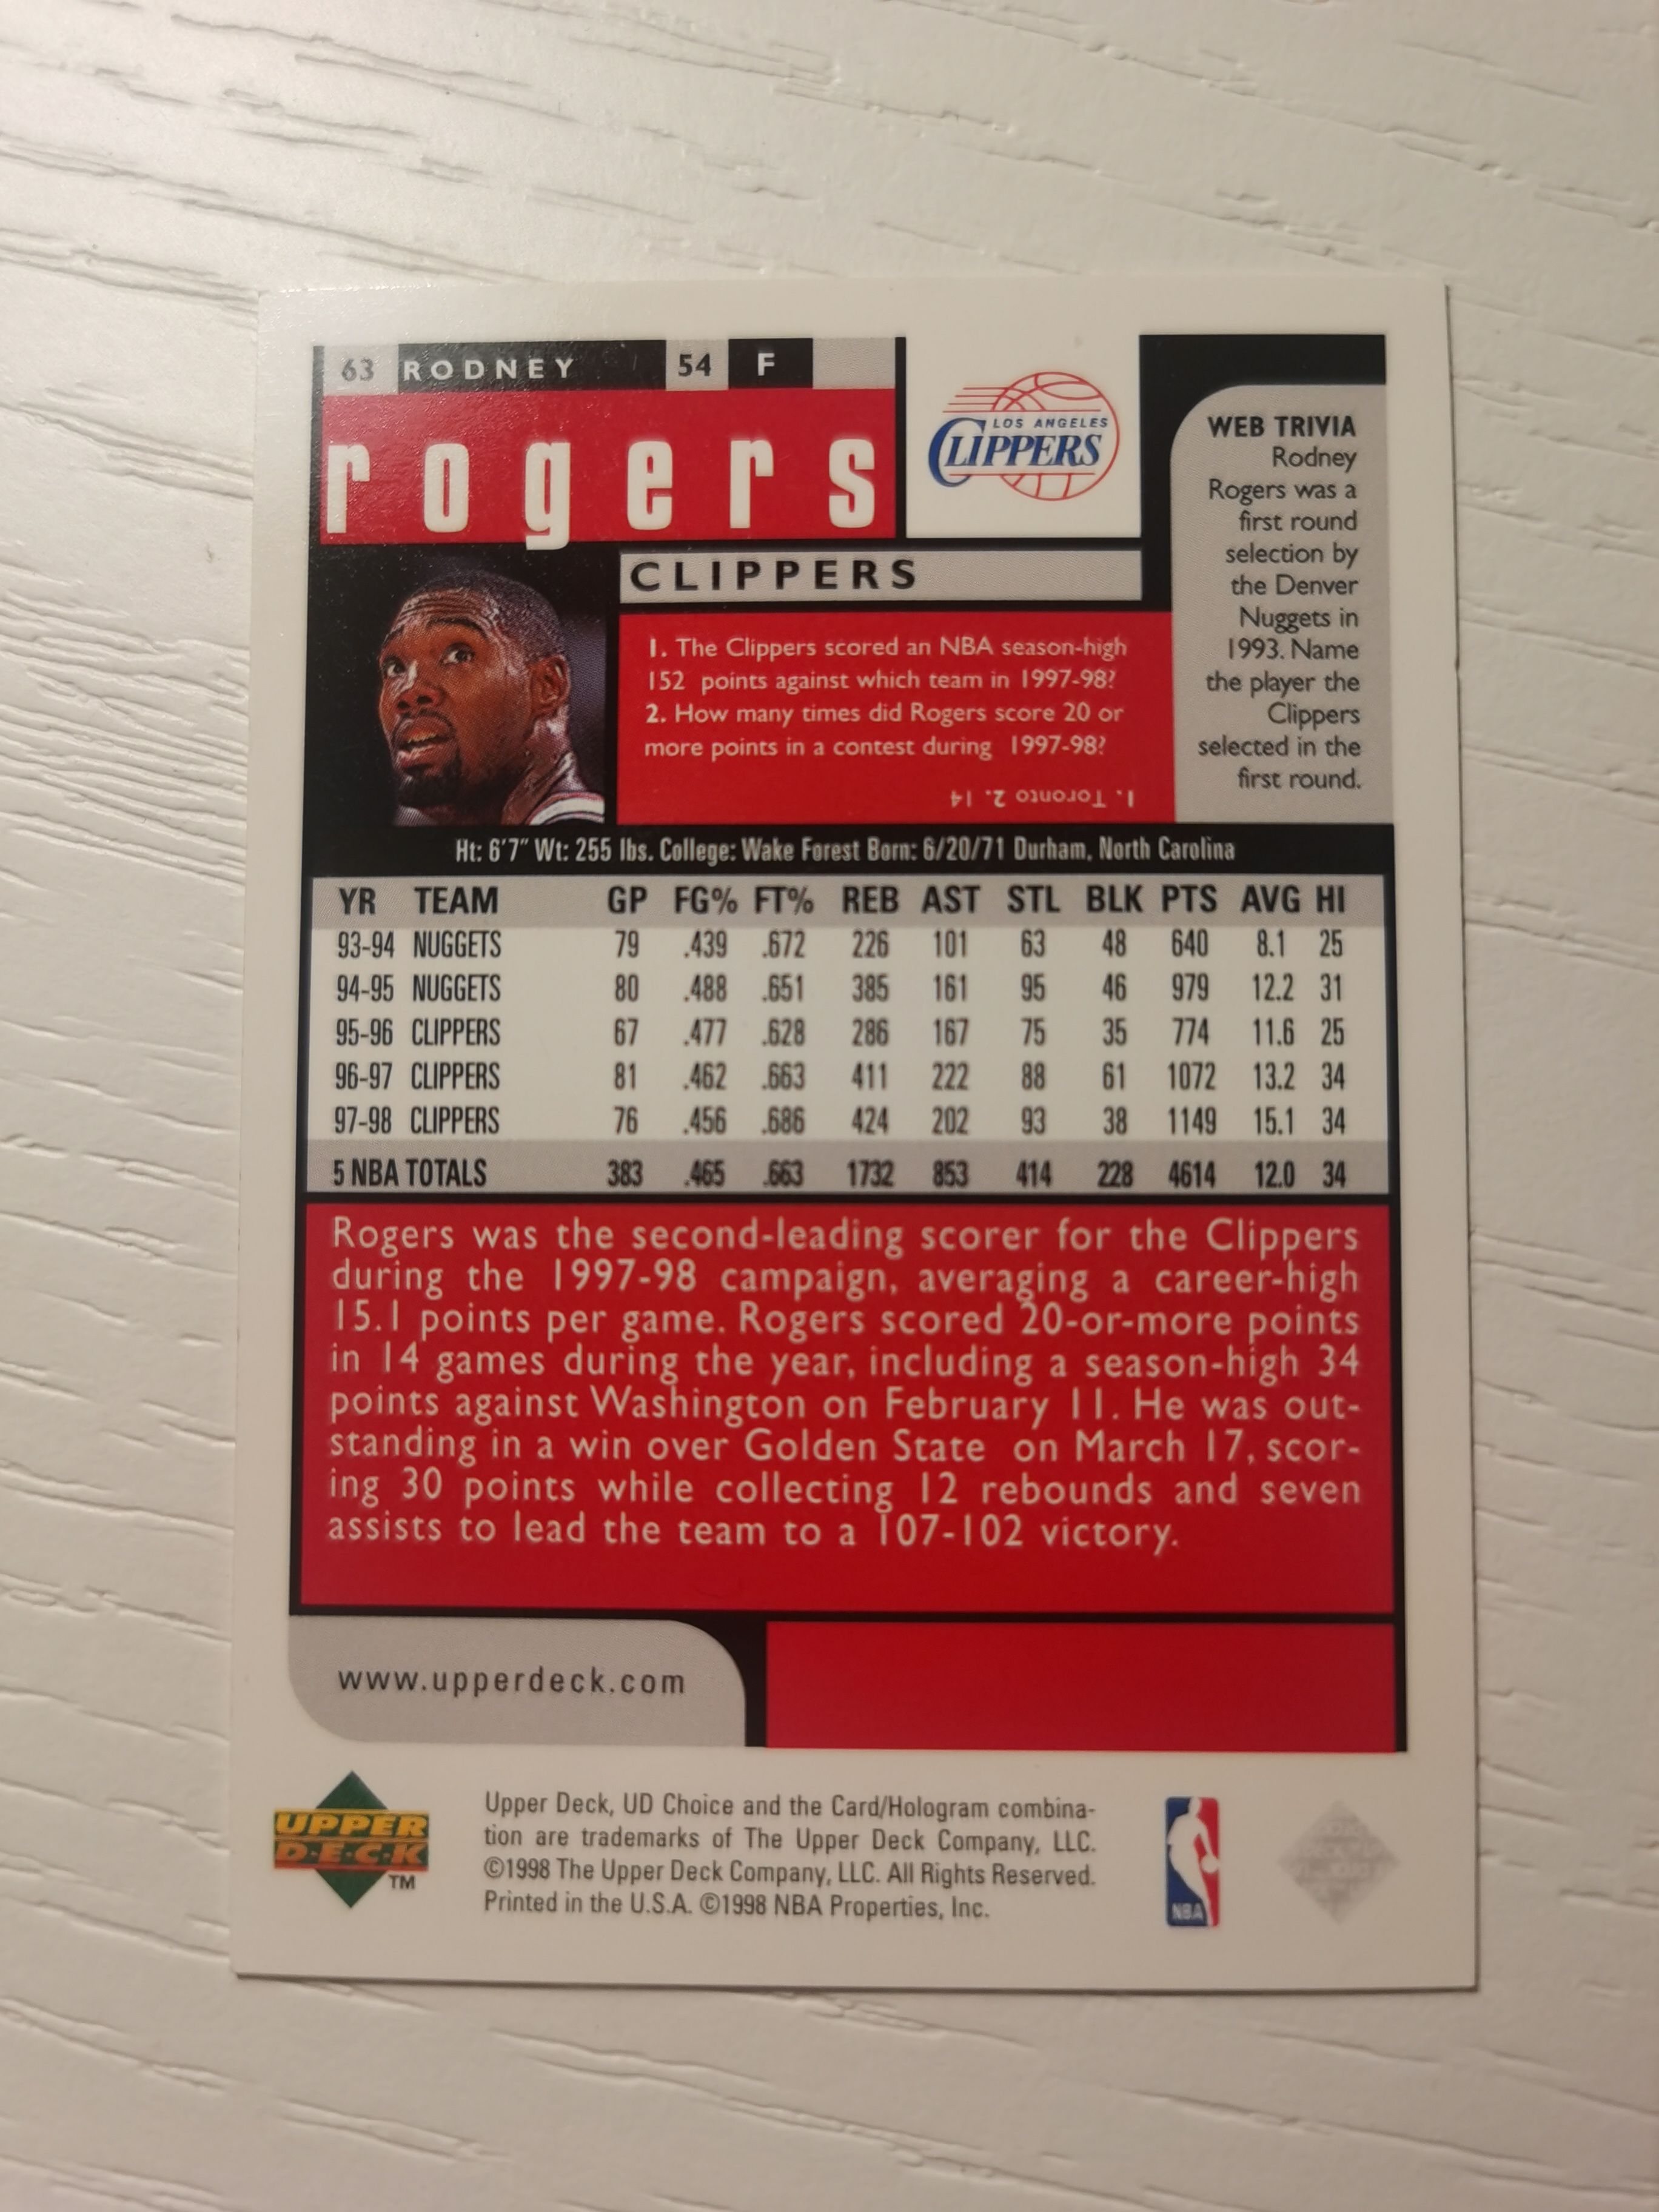 63 RODNEY 54 F
rogers
LOS ANGELES
CLIPPERS
CLIPPERS
1. The Clippers scored an NBA season-high
152 points against which team in 1997-98?
2. How many times did Rogers score 20 or
more points in a contest during 1997-98?
1. Toronto 2. 14
WEB TRIVIA
Rodney
Rogers was a
first round
selection by
the Denver
Nuggets in
1993. Name
the player the
Clippers
selected in the
first round.
Ht: 6'7" Wt: 255 lbs. College: Wake Forest Born: 6/20/71 Durham, North Carolina
YR TEAM GP FG% FT% REB AST STL BLK PTS AVG HI
93-94 NUGGETS 79 .439 .672 226 101 63 48 640 8.1 25
94-95 NUGGETS 80 .488 .651 385 161 95 46 979 12.2 31
95-96 CLIPPERS 67 .477 .628 286 167 75 35 774 11.6 25
96-97 CLIPPERS 81 .462 .663 411 222 88 61 1072 13.2 34
97-98 CLIPPERS 76 .456 .686 424 202 93 38 1149 15.1 34
5 NBA TOTALS 383 .465 .663 1732 853 414 228 4614 12.0 34
Rogers was the second-leading scorer for the Clippers
during the 1997-98 campaign, averaging a career-high
15.1 points per game. Rogers scored 20-or-more points
in 14 games during the year, including a season-high 34
points against Washington on February 11. He was out-
standing in a win over Golden State on March 17, scor-
ing 30 points while collecting 12 rebounds and seven
assists to lead the team to a 107-102 victory.
www.upperdeck.com
UPPER
D·E·C·K
TM
Upper Deck, UD Choice and the Card/Hologram combina-
tion are trademarks of The Upper Deck Company, LLC.
©1998 The Upper Deck Company, LLC. All Rights Reserved.
Printed in the U.S.A. ©1998 NBA Properties, Inc.
NBA